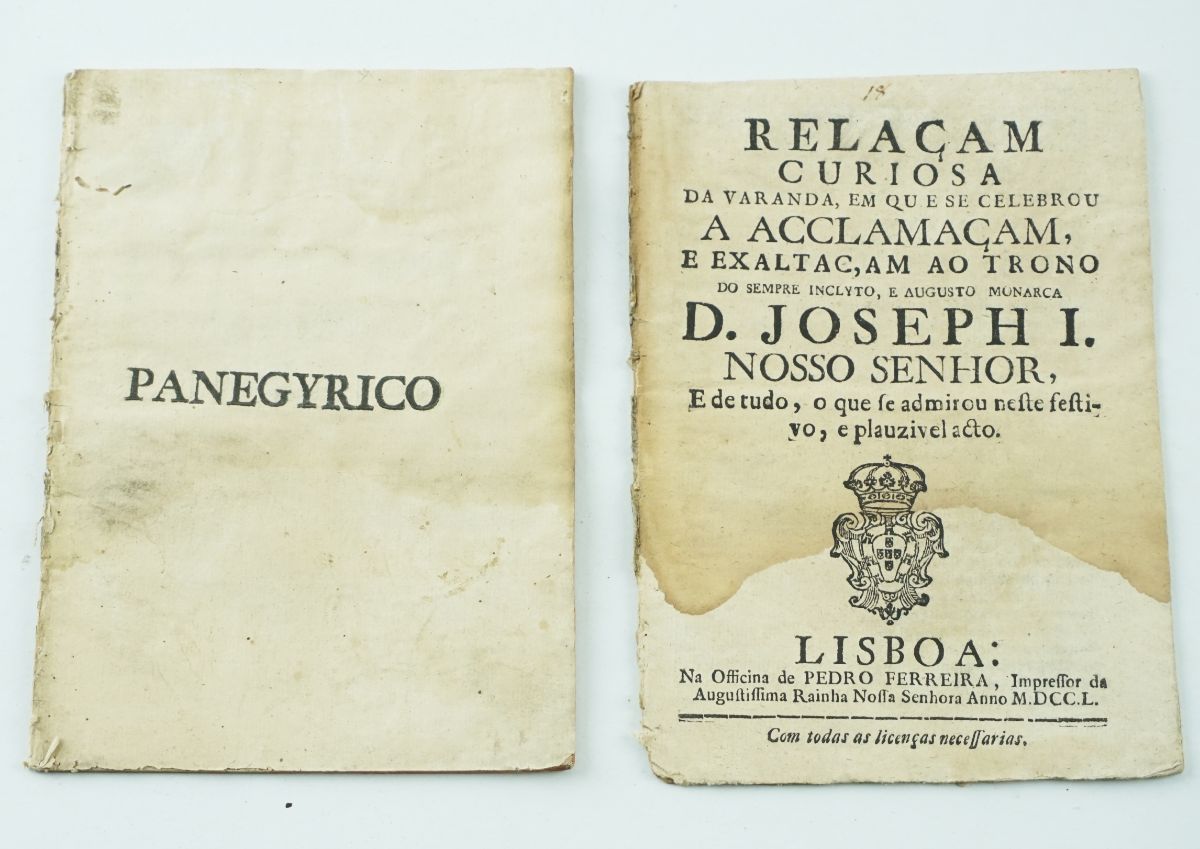 PANEGYRICO
18
RELAÇAM
CURIOSA
DA VARANDA, EM QUE SE CELEBROU
A ACCLAMAÇAM,
E EXALTAC,AM AO TRONO
DO SEMPRE INCLYTO, E AUGUSTO MONARCA
D. JOSEPH I.
NOSSO SENHOR,
E de tudo, o que ſe admirou neſte feſti-
vo, e plauzivel acto.
LISBOA:
Na Officina de PEDRO FERREIRA, Impreſſor da
Auguſtiſſima Rainha Noſſa Senhora Anno M.DCC.L.
Com todas as licenças neceſſarias.